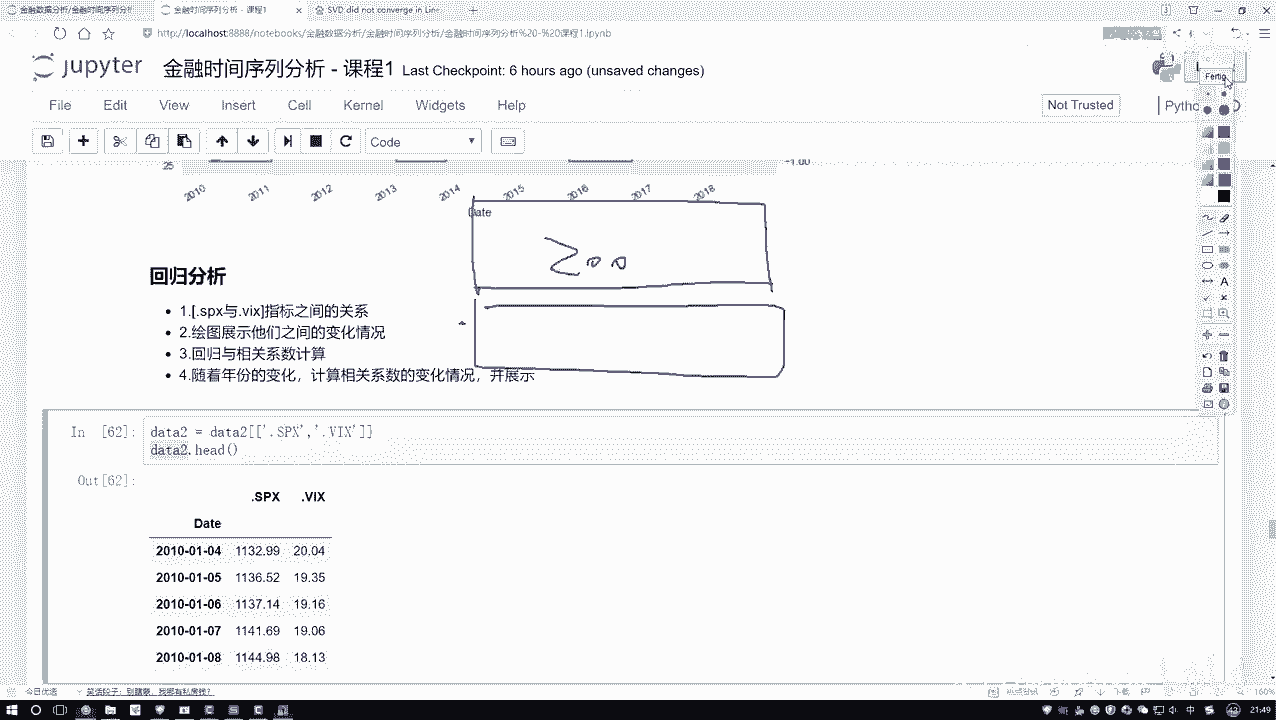 金融数据分析/金融时间序列分析
金融时间序列分析 - 课程1
SVD did not converge in Line
http://localhost:8888/notebooks/金融数据分析/金融时间序列分析/金融时间序列分析%20-%20课程1.ipynb
jupyter 金融时间序列分析 - 课程1 Last Checkpoint: 6 hours ago (unsaved changes)
Fertig
File Edit View Insert Cell Kernel Widgets Help
Not Trusted
Code
25
-1.00
2010 2011 2012 2013 2014 2015 2016 2017 2018
Date
200
回归分析
1.[.spx与.vix]指标之间的关系
2.绘图展示他们之间的变化情况
3.回归与相关系数计算
4.随着年份的变化，计算相关系数的变化情况，并展示
In [62]: data2 = data2[['.SPX','.VIX']]
data2.head()
Out[62]:
.SPX .VIX
Date
2010-01-04 1132.99 20.04
2010-01-05 1136.52 19.35
2010-01-06 1137.14 19.16
2010-01-07 1141.69 19.06
2010-01-08 1144.98 18.13
今日优选
下载
160%
中
21:49